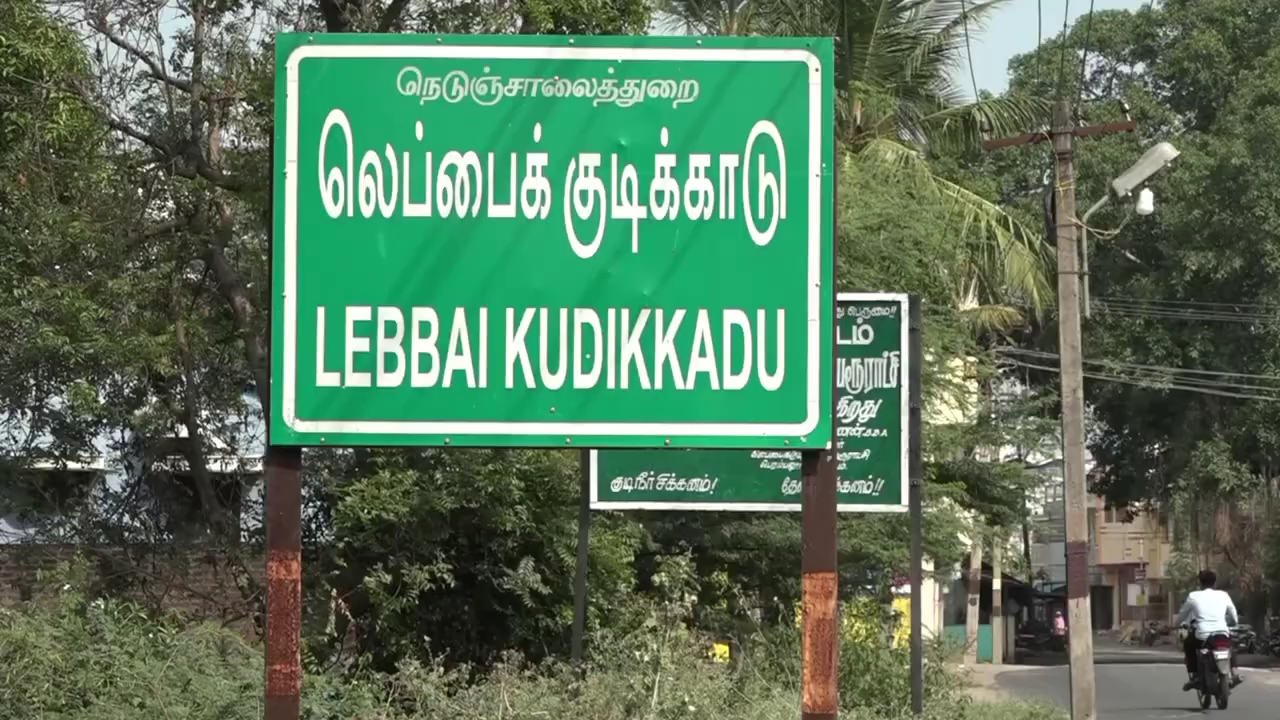 நெடுஞ்சாலைத்துறை
லெப்பைக் குடிக்காடு
LEBBAI KUDIKKADU
குடிநீர் சிக்கனம்!